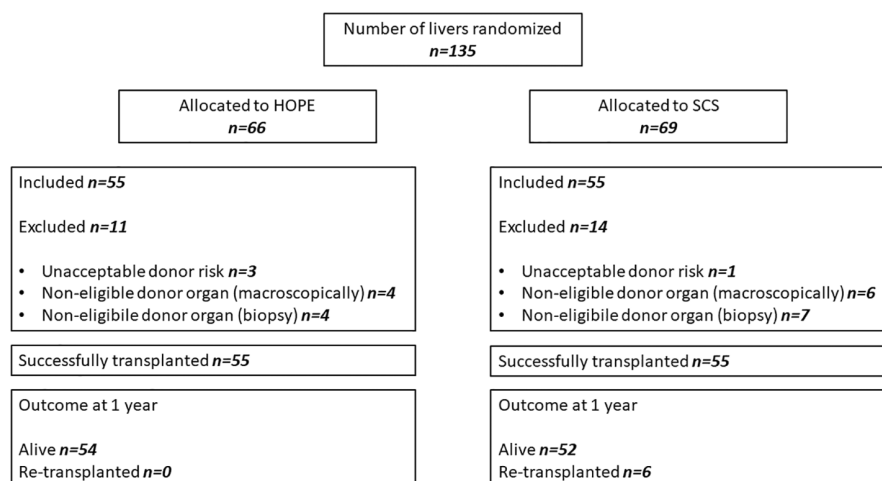 Number of livers randomized
n=135
Allocated to HOPE
n=66
Allocated to SCS
n=69
Included n=55
Excluded n=11
• Unacceptable donor risk n=3
• Non-eligible donor organ (macroscopically) n=4
• Non-eligibile donor organ (biopsy) n=4
Included n=55
Excluded n=14
• Unacceptable donor risk n=1
• Non-eligible donor organ (macroscopically) n=6
• Non-eligibile donor organ (biopsy) n=7
Successfully transplanted n=55
Successfully transplanted n=55
Outcome at 1 year
Alive n=54
Re-transplanted n=0
Outcome at 1 year
Alive n=52
Re-transplanted n=6